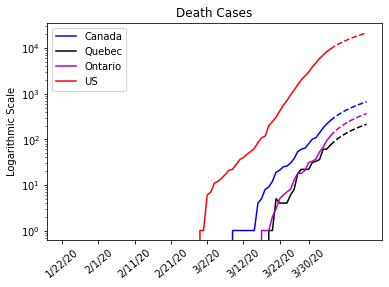 Death Cases
Canada
Quebec
Ontario
US
Logarithmic Scale
10^4
10^3
10^2
10^1
10^0
1/22/20
2/1/20
2/11/20
2/21/20
3/2/20
3/12/20
3/22/20
3/30/20